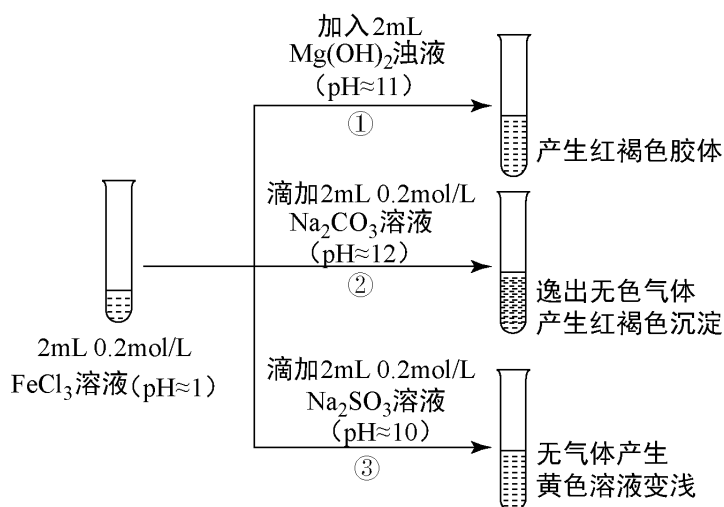 加入2mL
Mg(OH)₂浊液
(pH≈11)
①
产生红褐色胶体
滴加2mL 0.2mol/L
Na₂CO₃溶液
(pH≈12)
②
逸出无色气体
产生红褐色沉淀
2mL 0.2mol/L
FeCl₃溶液(pH≈1)
滴加2mL 0.2mol/L
Na₂SO₃溶液
(pH≈10)
③
无气体产生
黄色溶液变浅